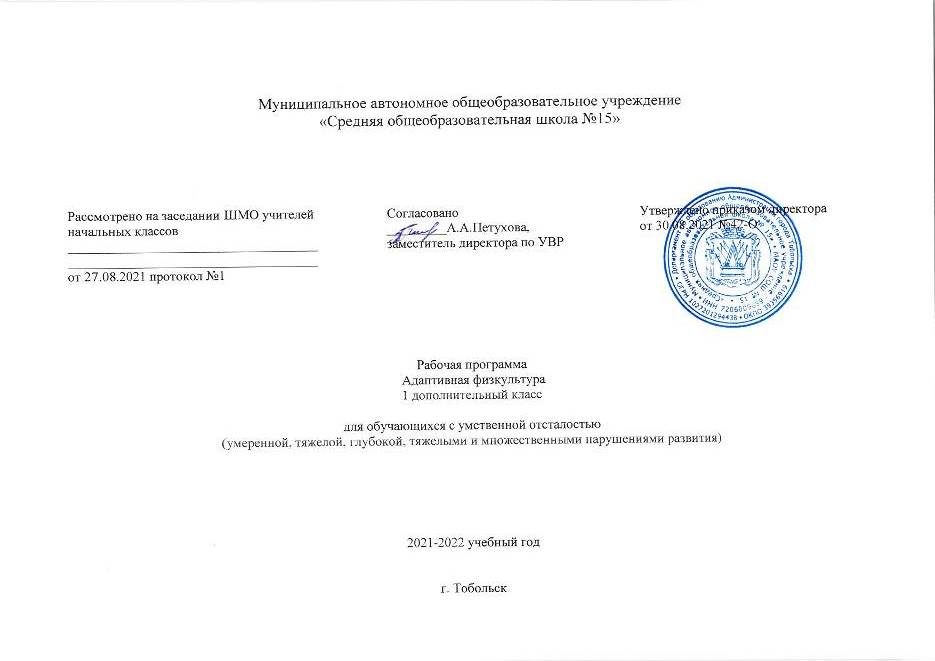 Муниципальное автономное общеобразовательное учреждение
«Средняя общеобразовательная школа №15»
Рассмотрено на заседании ШМО учителей
начальных классов
от 27.08.2021 протокол №1
Согласовано
А.А.Петухова,
заместитель директора по УВР
Утверждено приказом директора
от 30.08.2021 №47-О
Рабочая программа
Адаптивная физкультура
1 дополнительный класс
для обучающихся с умственной отсталостью
(умеренной, тяжелой, глубокой, тяжелыми и множественными нарушениями развития)
2021-2022 учебный год
г. Тобольск